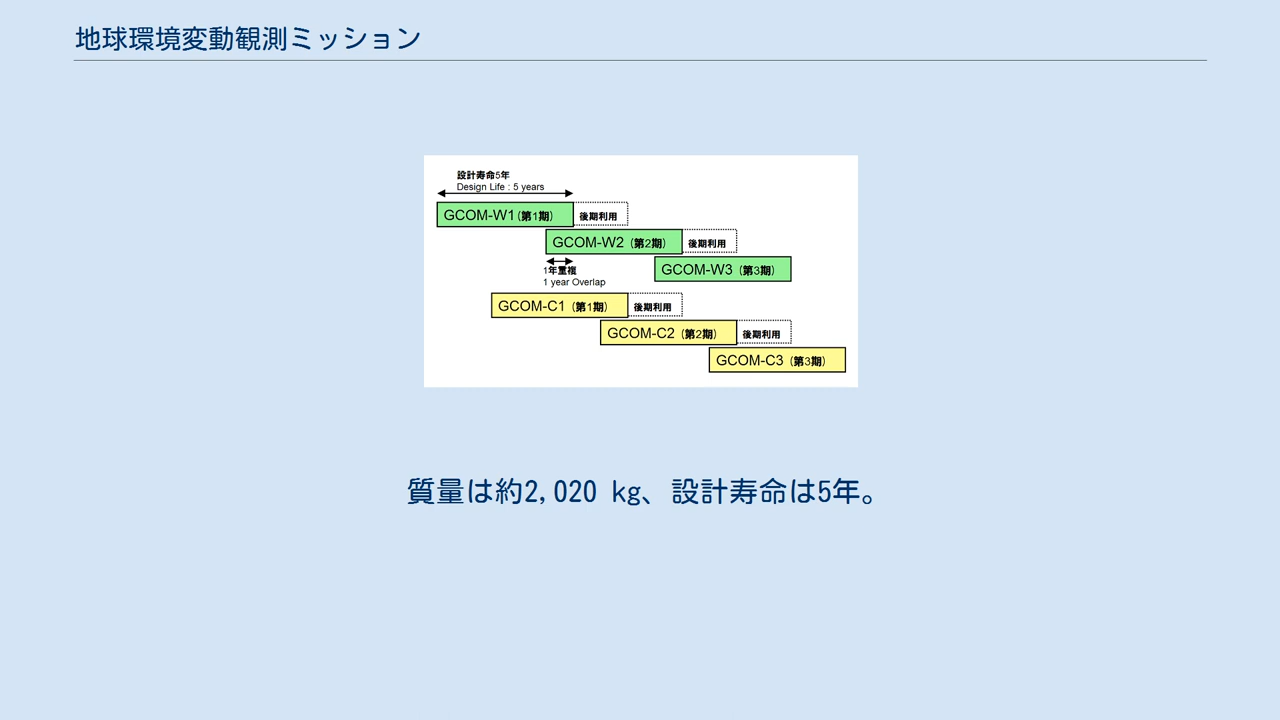 地球環境変動観測ミッション
設計寿命5年
Design Life : 5 years
GCOM-W1 (第1期) 後期利用
GCOM-W2 (第2期) 後期利用
GCOM-W3 (第3期)
1年重複
1 year Overlap
GCOM-C1 (第1期) 後期利用
GCOM-C2 (第2期) 後期利用
GCOM-C3 (第3期)
質量は約2,020 kg、設計寿命は5年。